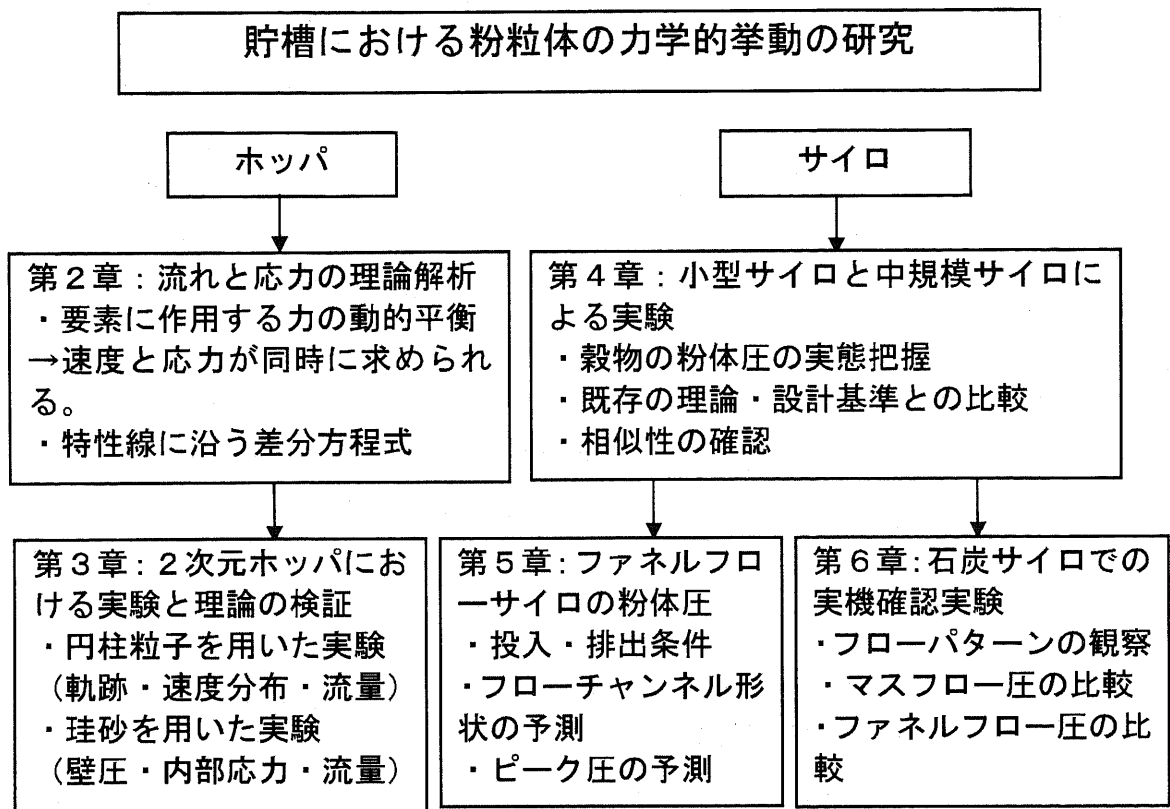 貯槽における粉粒体の力学的挙動の研究
ホッパ
サイロ
第2章：流れと応力の理論解析
・要素に作用する力の動的平衡
→速度と応力が同時に求められ
る。
・特性線に沿う差分方程式
第4章：小型サイロと中規模サイロに
よる実験
・穀物の粉体圧の実態把握
・既存の理論・設計基準との比較
・相似性の確認
第3章：2次元ホッパにお
ける実験と理論の検証
・円柱粒子を用いた実験
（軌跡・速度分布・流量）
・珪砂を用いた実験
（壁圧・内部応力・流量）
第5章：ファネルフロ
ーサイロの粉体圧
・投入・排出条件
・フローチャンネル形
状の予測
・ピーク圧の予測
第6章：石炭サイロでの
実機確認実験
・フローパターンの観察
・マスフロー圧の比較
・ファネルフロー圧の比
較